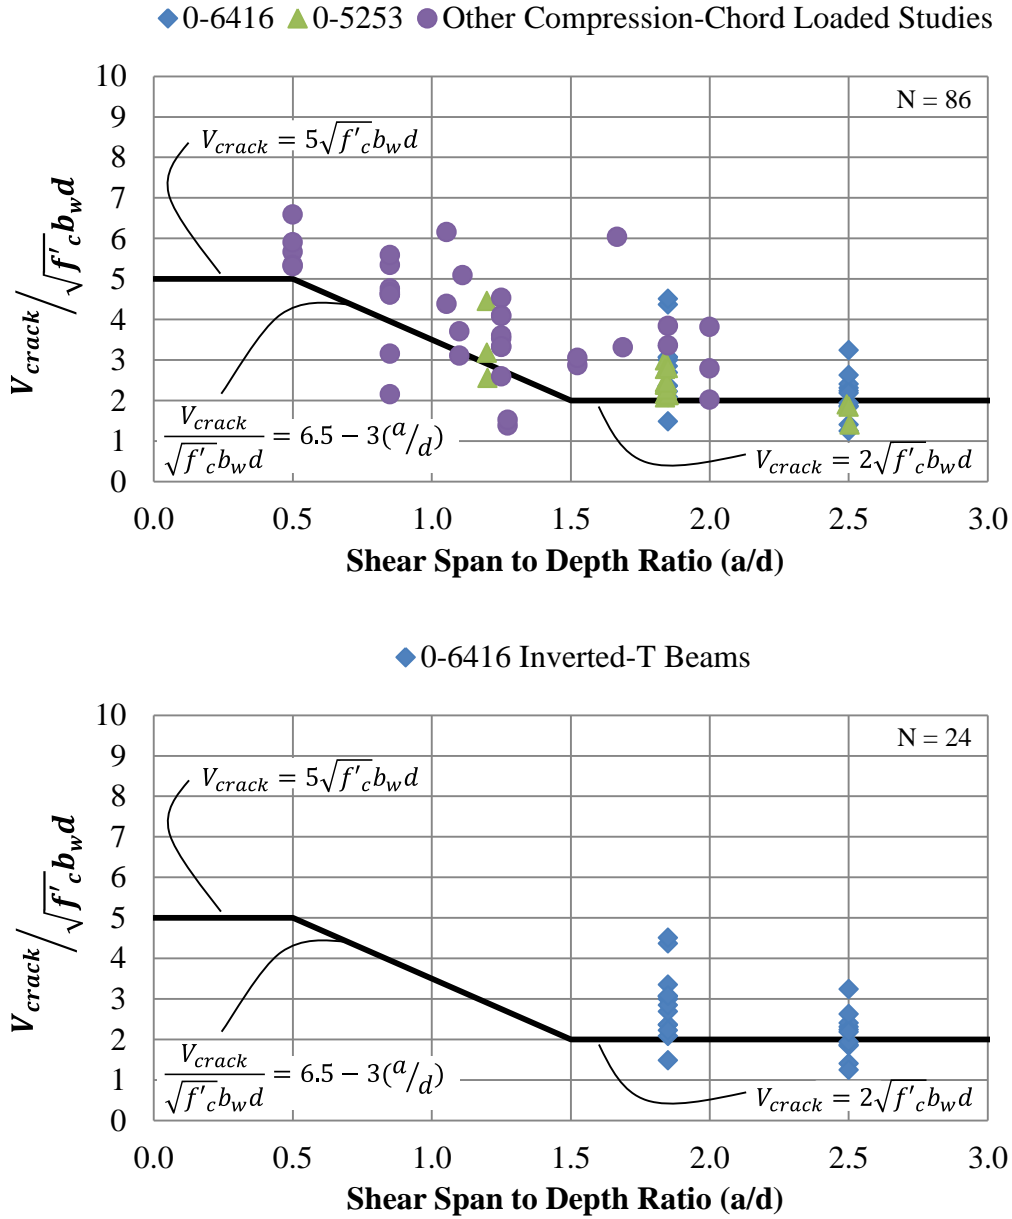 0-6416 0-5253 Other Compression-Chord Loaded Studies
10
N = 86
9
V_crack = 5√f'_c b_w d
8
7
6
5
4
3
2
1
0
V_crack / √f'_c b_w d
V_crack / √f'_c b_w d = 6.5 − 3(a/d)
V_crack = 2√f'_c b_w d
0.0 0.5 1.0 1.5 2.0 2.5 3.0
Shear Span to Depth Ratio (a/d)
0-6416 Inverted-T Beams
10
N = 24
9
V_crack = 5√f'_c b_w d
8
7
6
5
4
3
2
1
0
V_crack / √f'_c b_w d
V_crack / √f'_c b_w d = 6.5 − 3(a/d)
V_crack = 2√f'_c b_w d
0.0 0.5 1.0 1.5 2.0 2.5 3.0
Shear Span to Depth Ratio (a/d)